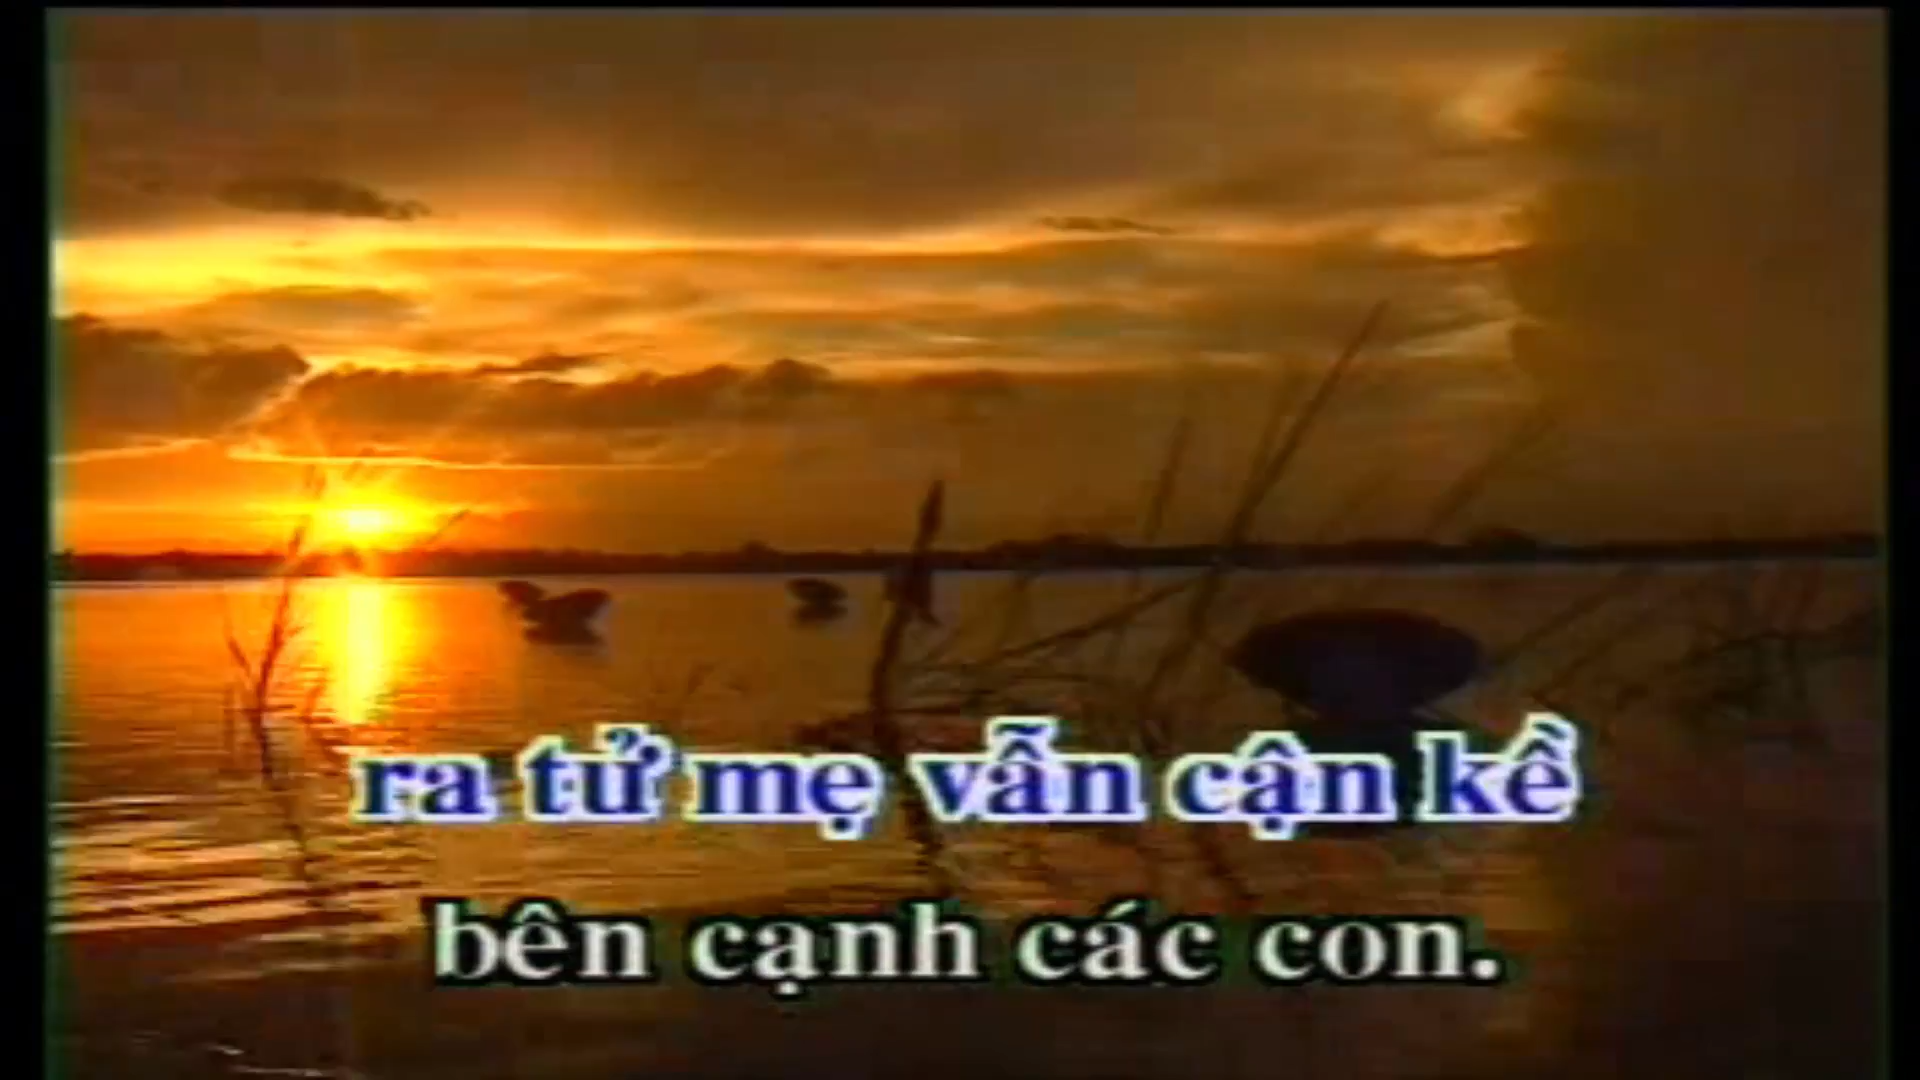 ra tử mẹ vẫn cận kề
bên cạnh các con.